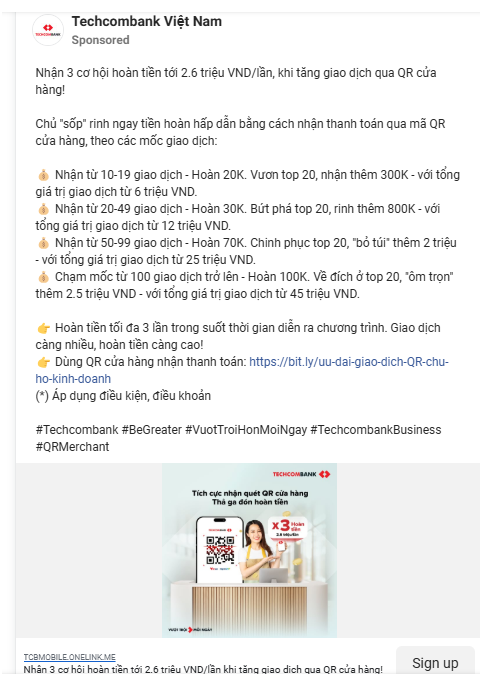 Techcombank Việt Nam
TECHCOMBANK
Sponsored
Nhận 3 cơ hội hoàn tiền tới 2.6 triệu VND/lần, khi tăng giao dịch qua QR cửa
hàng!
Chủ "sốp" rinh ngay tiền hoàn hấp dẫn bằng cách nhận thanh toán qua mã QR
cửa hàng, theo các mốc giao dịch:
💰 Nhận từ 10-19 giao dịch - Hoàn 20K. Vươn top 20, nhận thêm 300K - với tổng
giá trị giao dịch từ 6 triệu VND.
💰 Nhận từ 20-49 giao dịch - Hoàn 30K. Bứt phá top 20, rinh thêm 800K - với
tổng giá trị giao dịch từ 12 triệu VND.
💰 Nhận từ 50-99 giao dịch - Hoàn 70K. Chinh phục top 20, "bỏ túi" thêm 2 triệu
- với tổng giá trị giao dịch từ 25 triệu VND.
💰 Chạm mốc từ 100 giao dịch trở lên - Hoàn 100K. Về đích ở top 20, "ôm trọn"
thêm 2.5 triệu VND - với tổng giá trị giao dịch từ 45 triệu VND.
👉 Hoàn tiền tối đa 3 lần trong suốt thời gian diễn ra chương trình. Giao dịch
càng nhiều, hoàn tiền càng cao!
👉 Dùng QR cửa hàng nhận thanh toán: https://bit.ly/uu-dai-giao-dich-QR-chu-
ho-kinh-doanh
(*) Áp dụng điều kiện, điều khoản
#Techcombank #BeGreater #VuotTroiHonMoiNgay #TechcombankBusiness
#QRMerchant
TECHCOMBANK
Tích cực nhận quét QR cửa hàng
Thả ga đón hoàn tiền
x3 Hoàn
tiền
2.6 triệu/lần
VƯỢT TRỘI MỖI NGÀY
TCBMOBILE.ONELINK.ME
Nhận 3 cơ hội hoàn tiền tới 2.6 triệu VND/lần khi tăng giao dịch qua QR cửa hàng!
Sign up